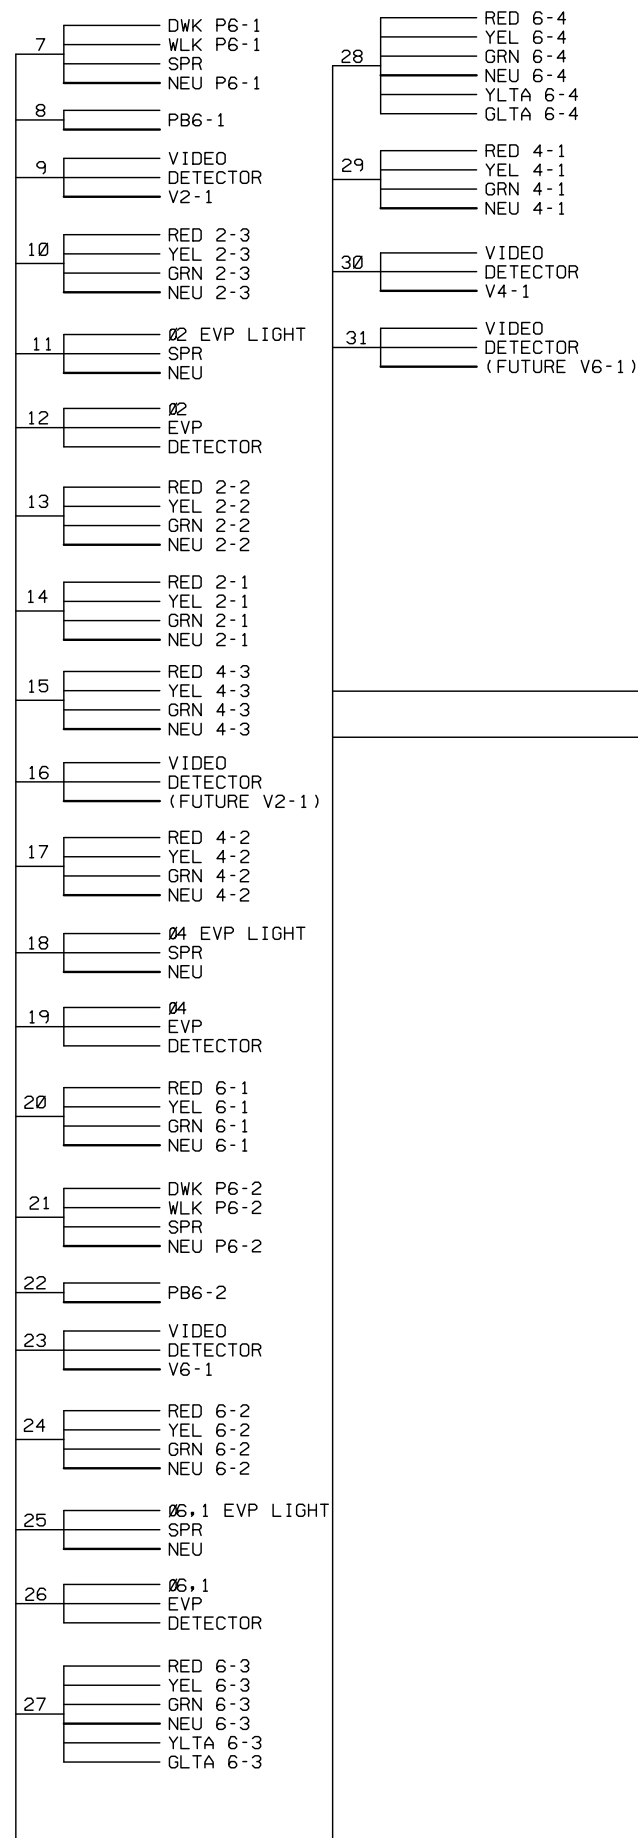 7
DWK P6-1
WLK P6-1
SPR
NEU P6-1
8
PB6-1
9
VIDEO
DETECTOR
V2-1
10
RED 2-3
YEL 2-3
GRN 2-3
NEU 2-3
11
Ø2 EVP LIGHT
SPR
NEU
12
Ø2
EVP
DETECTOR
13
RED 2-2
YEL 2-2
GRN 2-2
NEU 2-2
14
RED 2-1
YEL 2-1
GRN 2-1
NEU 2-1
15
RED 4-3
YEL 4-3
GRN 4-3
NEU 4-3
16
VIDEO
DETECTOR
(FUTURE V2-1)
17
RED 4-2
YEL 4-2
GRN 4-2
NEU 4-2
18
Ø4 EVP LIGHT
SPR
NEU
19
Ø4
EVP
DETECTOR
20
RED 6-1
YEL 6-1
GRN 6-1
NEU 6-1
21
DWK P6-2
WLK P6-2
SPR
NEU P6-2
22
PB6-2
23
VIDEO
DETECTOR
V6-1
24
RED 6-2
YEL 6-2
GRN 6-2
NEU 6-2
25
Ø6,1 EVP LIGHT
SPR
NEU
26
Ø6,1
EVP
DETECTOR
27
RED 6-3
YEL 6-3
GRN 6-3
NEU 6-3
YLTA 6-3
GLTA 6-3
28
RED 6-4
YEL 6-4
GRN 6-4
NEU 6-4
YLTA 6-4
GLTA 6-4
29
RED 4-1
YEL 4-1
GRN 4-1
NEU 4-1
30
VIDEO
DETECTOR
V4-1
31
VIDEO
DETECTOR
(FUTURE V6-1)